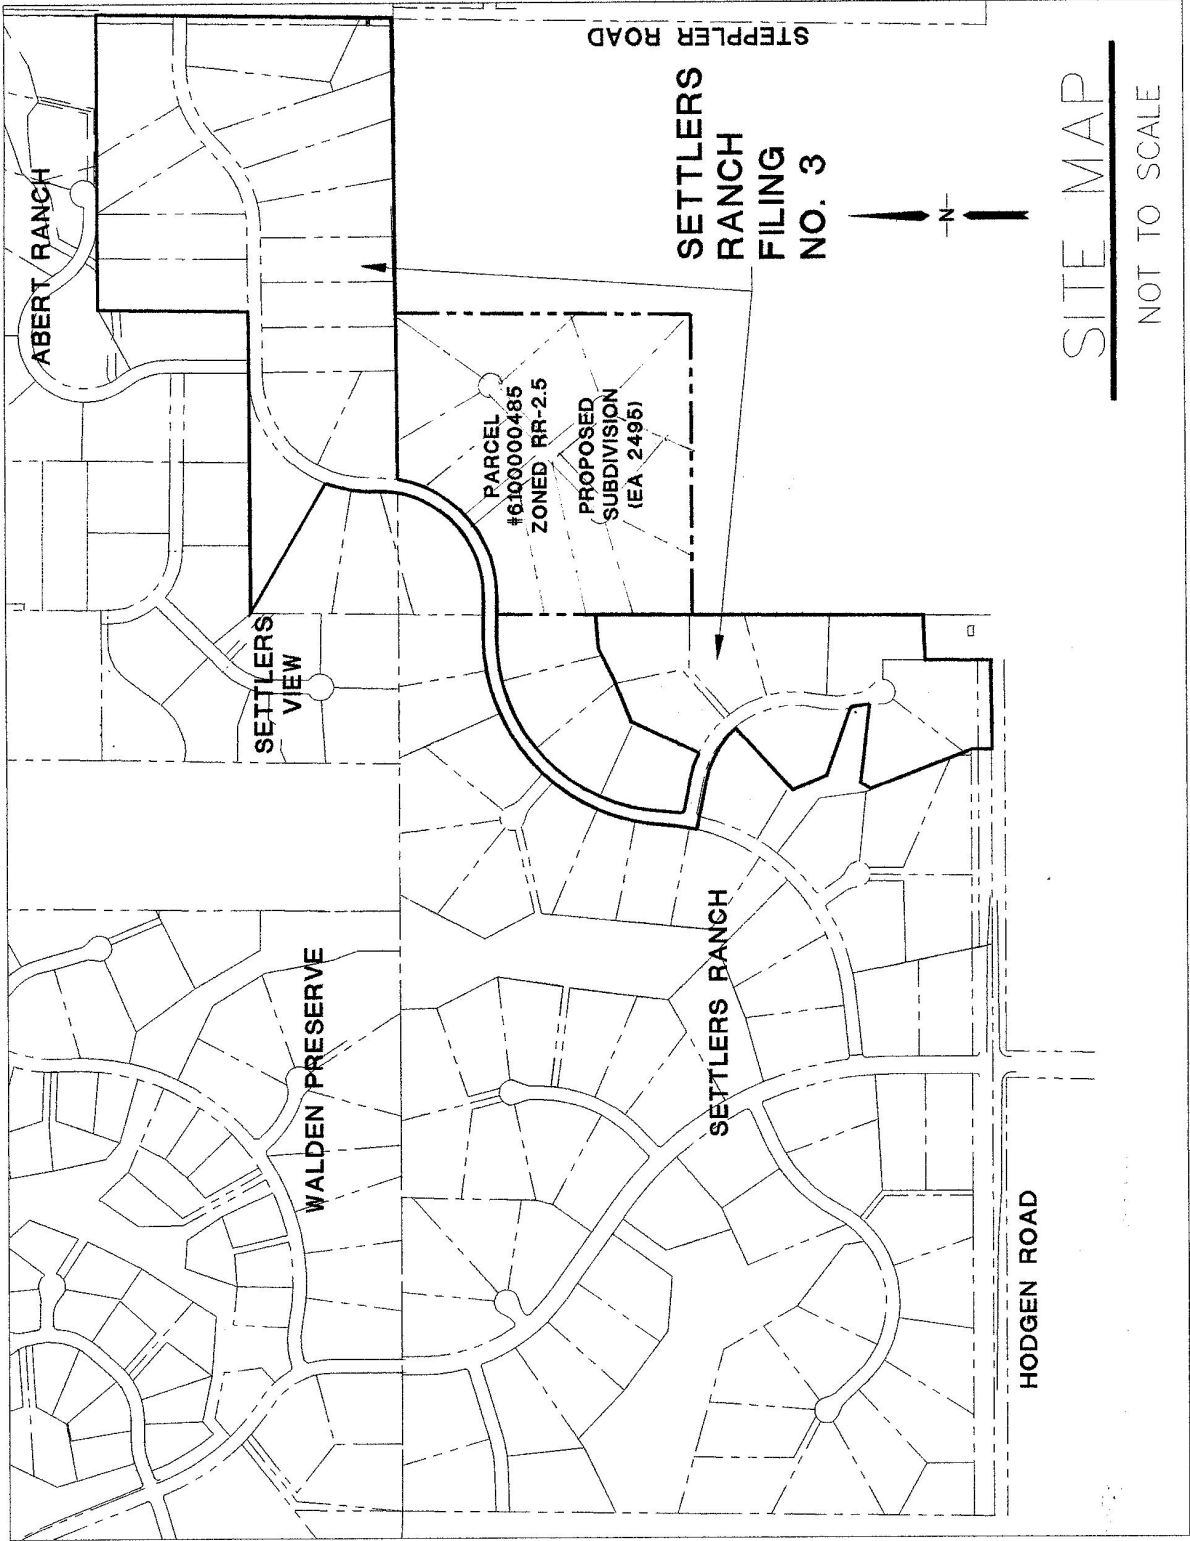 ABERT RANCH
STEPPLER ROAD
SETTLERS
RANCH
FILING
NO. 3
PARCEL
#6100000485
ZONED RR-2.5
PROPOSED
SUBDIVISION
(EA 2495)
SETTLERS
VIEW
WALDEN PRESERVE
SETTLERS RANCH
HODGEN ROAD
N
SITE MAP
NOT TO SCALE